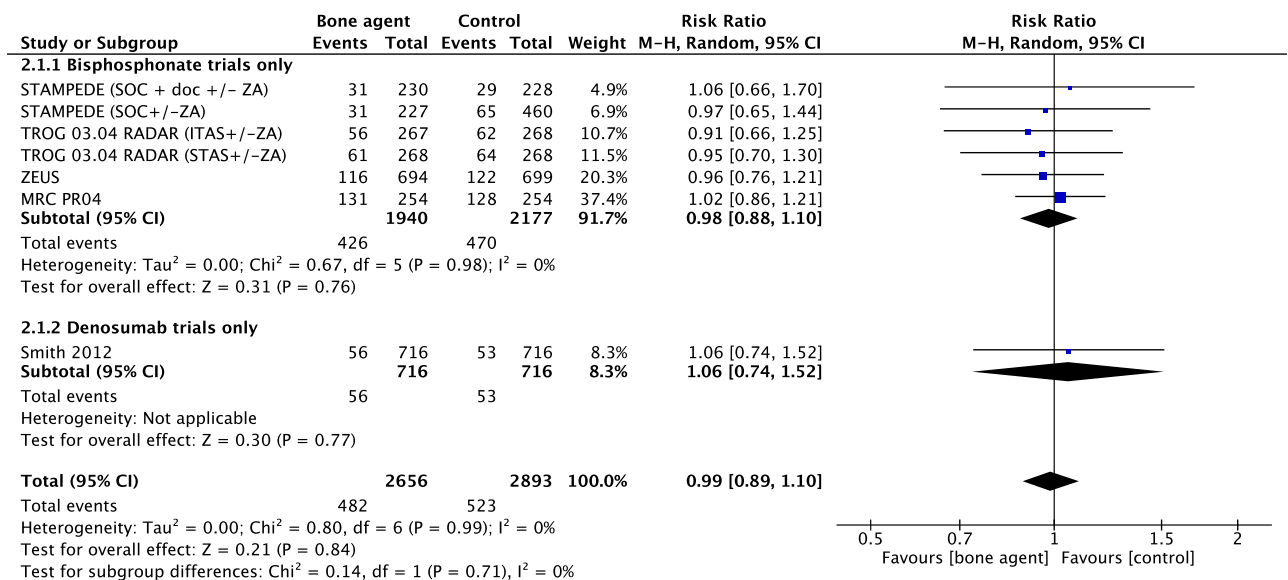 Bone agent Control Risk Ratio Risk Ratio
Study or Subgroup Events Total Events Total Weight M-H, Random, 95% CI M-H, Random, 95% CI
2.1.1 Bisphosphonate trials only
STAMPEDE (SOC + doc +/- ZA) 31 230 29 228 4.9% 1.06 [0.66, 1.70]
STAMPEDE (SOC+/-ZA) 31 227 65 460 6.9% 0.97 [0.65, 1.44]
TROG 03.04 RADAR (ITAS+/-ZA) 56 267 62 268 10.7% 0.91 [0.66, 1.25]
TROG 03.04 RADAR (STAS+/-ZA) 61 268 64 268 11.5% 0.95 [0.70, 1.30]
ZEUS 116 694 122 699 20.3% 0.96 [0.76, 1.21]
MRC PR04 131 254 128 254 37.4% 1.02 [0.86, 1.21]
Subtotal (95% CI) 1940 2177 91.7% 0.98 [0.88, 1.10]
Total events 426 470
Heterogeneity: Tau² = 0.00; Chi² = 0.67, df = 5 (P = 0.98); I² = 0%
Test for overall effect: Z = 0.31 (P = 0.76)
2.1.2 Denosumab trials only
Smith 2012 56 716 53 716 8.3% 1.06 [0.74, 1.52]
Subtotal (95% CI) 716 716 8.3% 1.06 [0.74, 1.52]
Total events 56 53
Heterogeneity: Not applicable
Test for overall effect: Z = 0.30 (P = 0.77)
Total (95% CI) 2656 2893 100.0% 0.99 [0.89, 1.10]
Total events 482 523
Heterogeneity: Tau² = 0.00; Chi² = 0.80, df = 6 (P = 0.99); I² = 0%
Test for overall effect: Z = 0.21 (P = 0.84)
Test for subgroup differences: Chi² = 0.14, df = 1 (P = 0.71), I² = 0%
0.5 0.7 1 1.5 2
Favours [bone agent] Favours [control]